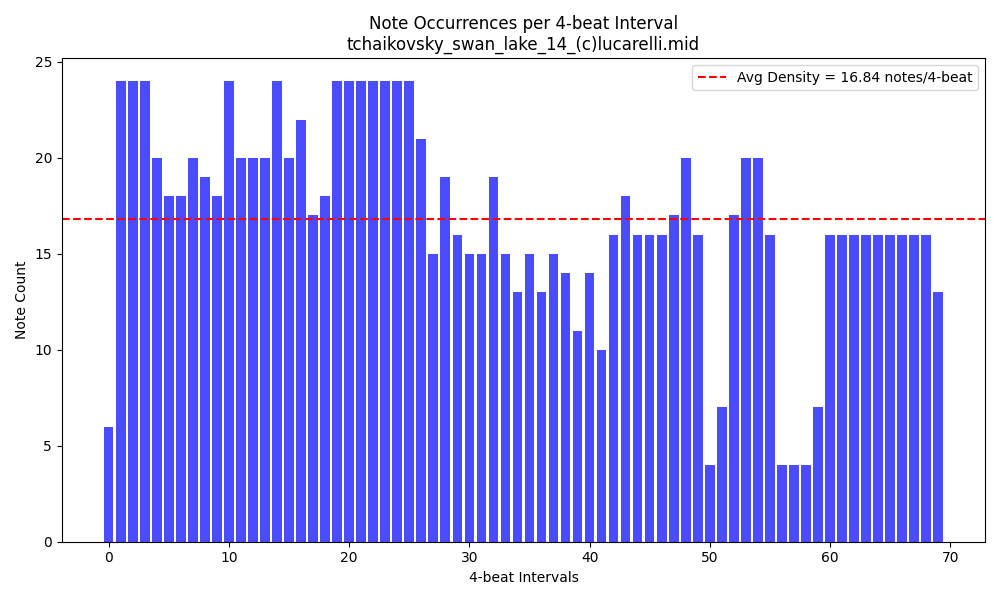 Note Occurrences per 4-beat Interval
tchaikovsky_swan_lake_14_(c)lucarelli.mid
Avg Density = 16.84 notes/4-beat
Note Count
25
20
15
10
5
0
0 10 20 30 40 50 60 70
4-beat Intervals